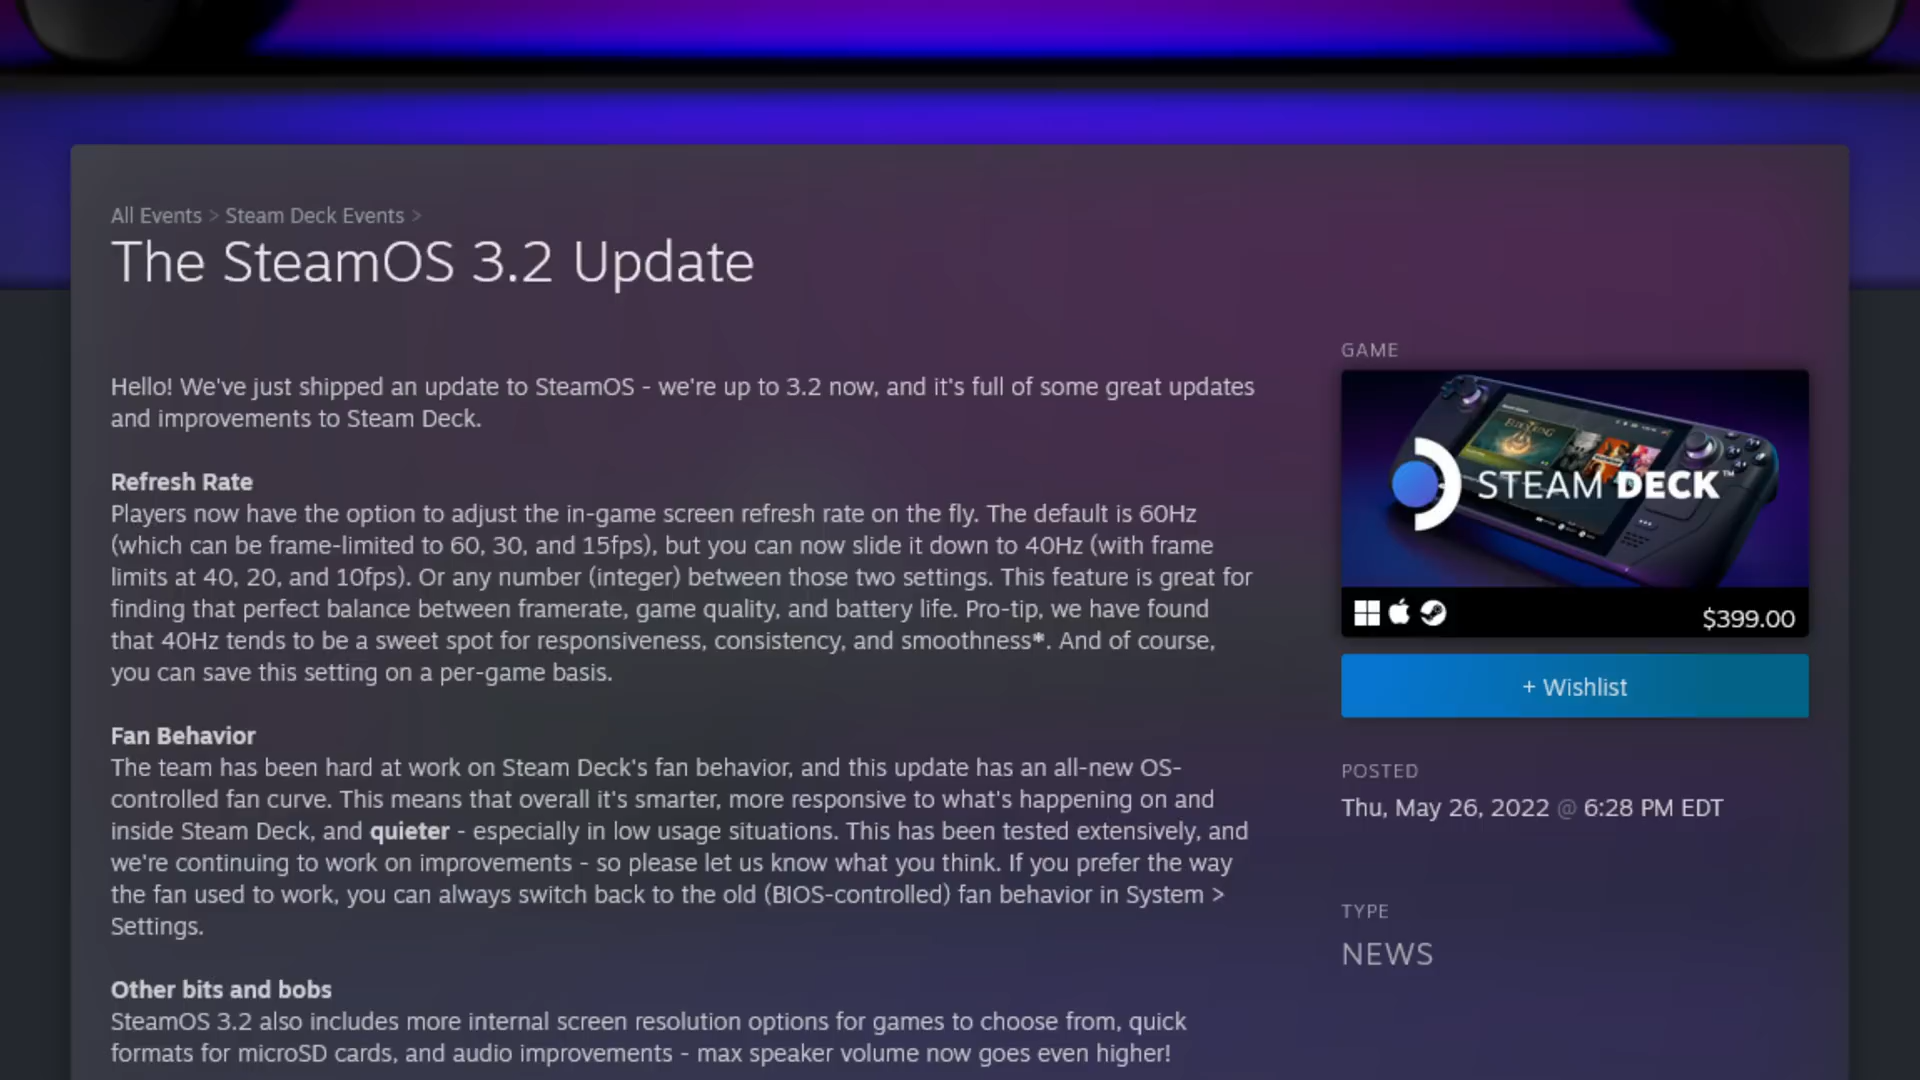 All Events > Steam Deck Events >
The SteamOS 3.2 Update
Hello! We've just shipped an update to SteamOS - we're up to 3.2 now, and it's full of some great updates
and improvements to Steam Deck.
Refresh Rate
Players now have the option to adjust the in-game screen refresh rate on the fly. The default is 60Hz
(which can be frame-limited to 60, 30, and 15fps), but you can now slide it down to 40Hz (with frame
limits at 40, 20, and 10fps). Or any number (integer) between those two settings. This feature is great for
finding that perfect balance between framerate, game quality, and battery life. Pro-tip, we have found
that 40Hz tends to be a sweet spot for responsiveness, consistency, and smoothness*. And of course,
you can save this setting on a per-game basis.
Fan Behavior
The team has been hard at work on Steam Deck's fan behavior, and this update has an all-new OS-
controlled fan curve. This means that overall it's smarter, more responsive to what's happening on and
inside Steam Deck, and quieter - especially in low usage situations. This has been tested extensively, and
we're continuing to work on improvements - so please let us know what you think. If you prefer the way
the fan used to work, you can always switch back to the old (BIOS-controlled) fan behavior in System >
Settings.
Other bits and bobs
SteamOS 3.2 also includes more internal screen resolution options for games to choose from, quick
formats for microSD cards, and audio improvements - max speaker volume now goes even higher!
GAME
ELDEN RING
STEAM DECK™
$399.00
+ Wishlist
POSTED
Thu, May 26, 2022 @ 6:28 PM EDT
TYPE
NEWS